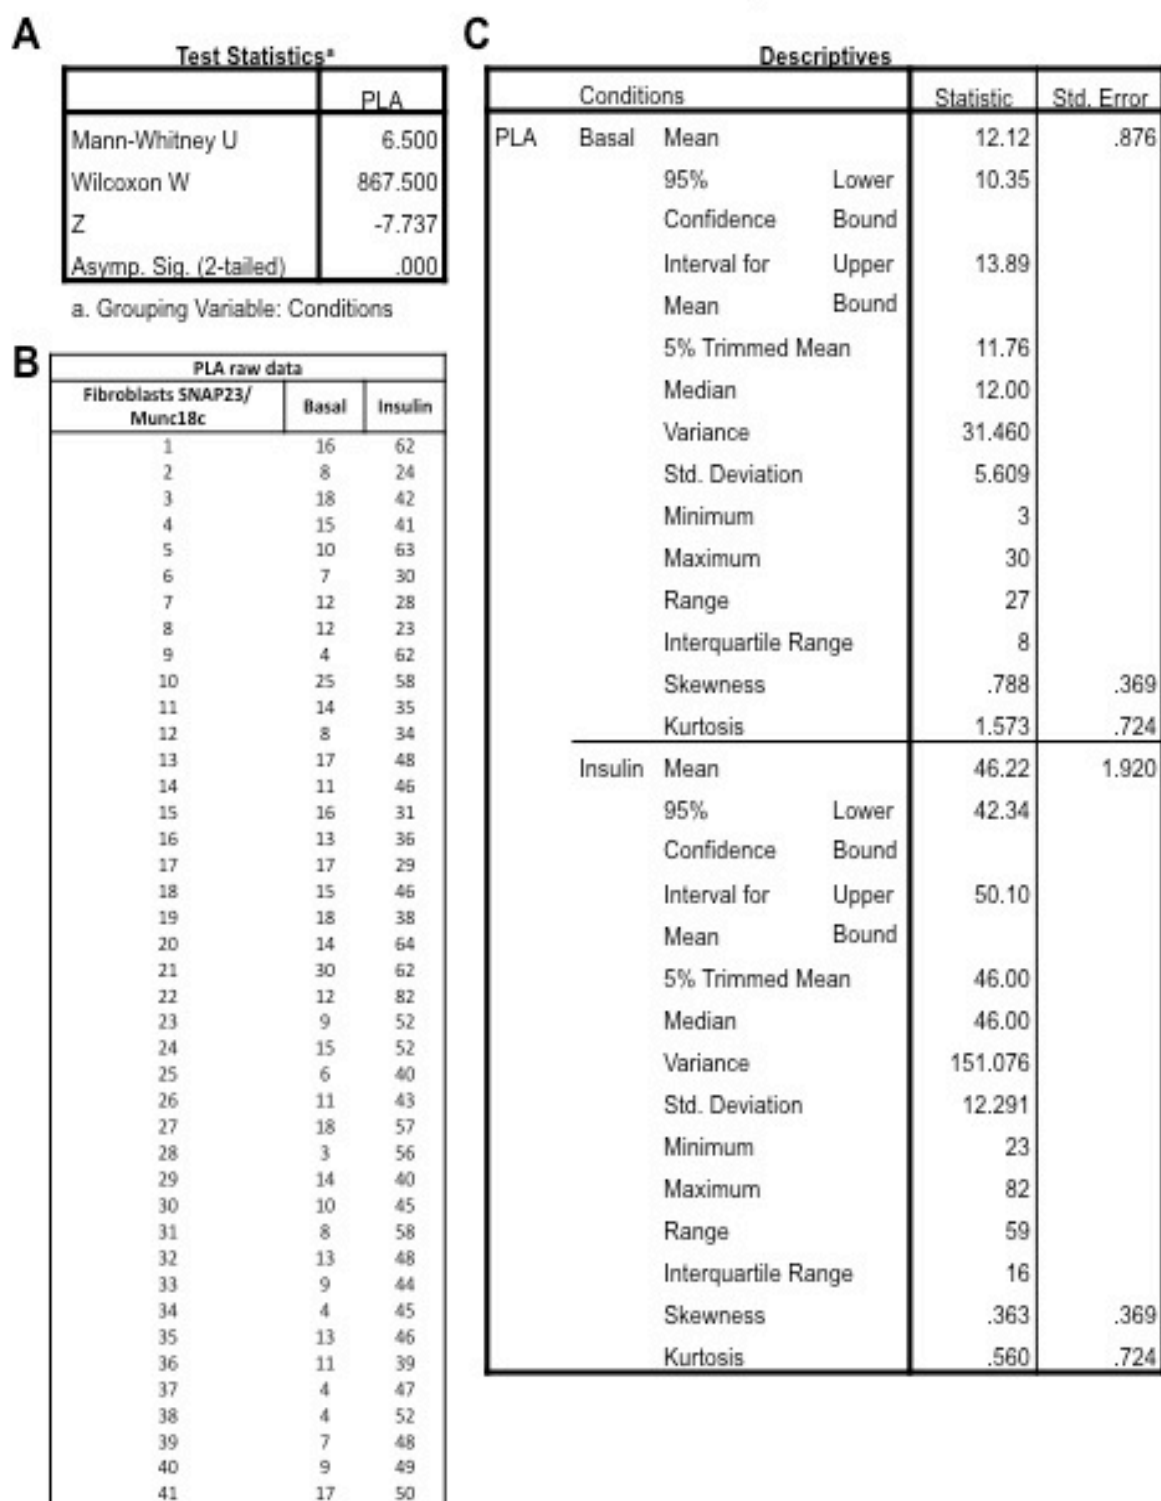 A
Test Statisticsᵃ
PLA
Mann-Whitney U 6.500
Wilcoxon W 867.500
Z -7.737
Asymp. Sig. (2-tailed) .000
a. Grouping Variable: Conditions
B
PLA raw data
Fibroblasts SNAP23/ Basal Insulin
Munc18c
1 16 62
2 8 24
3 18 42
4 15 41
5 10 63
6 7 30
7 12 28
8 12 23
9 4 62
10 25 58
11 14 35
12 8 34
13 17 48
14 11 46
15 16 31
16 13 36
17 17 29
18 15 46
19 18 38
20 14 64
21 30 62
22 12 82
23 9 52
24 15 52
25 6 40
26 11 43
27 18 57
28 3 56
29 14 40
30 10 45
31 8 58
32 13 48
33 9 44
34 4 45
35 13 46
36 11 39
37 4 47
38 4 52
39 7 48
40 9 49
41 17 50
C
Descriptives
Conditions Statistic Std. Error
PLA Basal Mean 12.12 .876
95% Lower 10.35
Confidence Bound
Interval for Upper 13.89
Mean Bound
5% Trimmed Mean 11.76
Median 12.00
Variance 31.460
Std. Deviation 5.609
Minimum 3
Maximum 30
Range 27
Interquartile Range 8
Skewness .788 .369
Kurtosis 1.573 .724
Insulin Mean 46.22 1.920
95% Lower 42.34
Confidence Bound
Interval for Upper 50.10
Mean Bound
5% Trimmed Mean 46.00
Median 46.00
Variance 151.076
Std. Deviation 12.291
Minimum 23
Maximum 82
Range 59
Interquartile Range 16
Skewness .363 .369
Kurtosis .560 .724